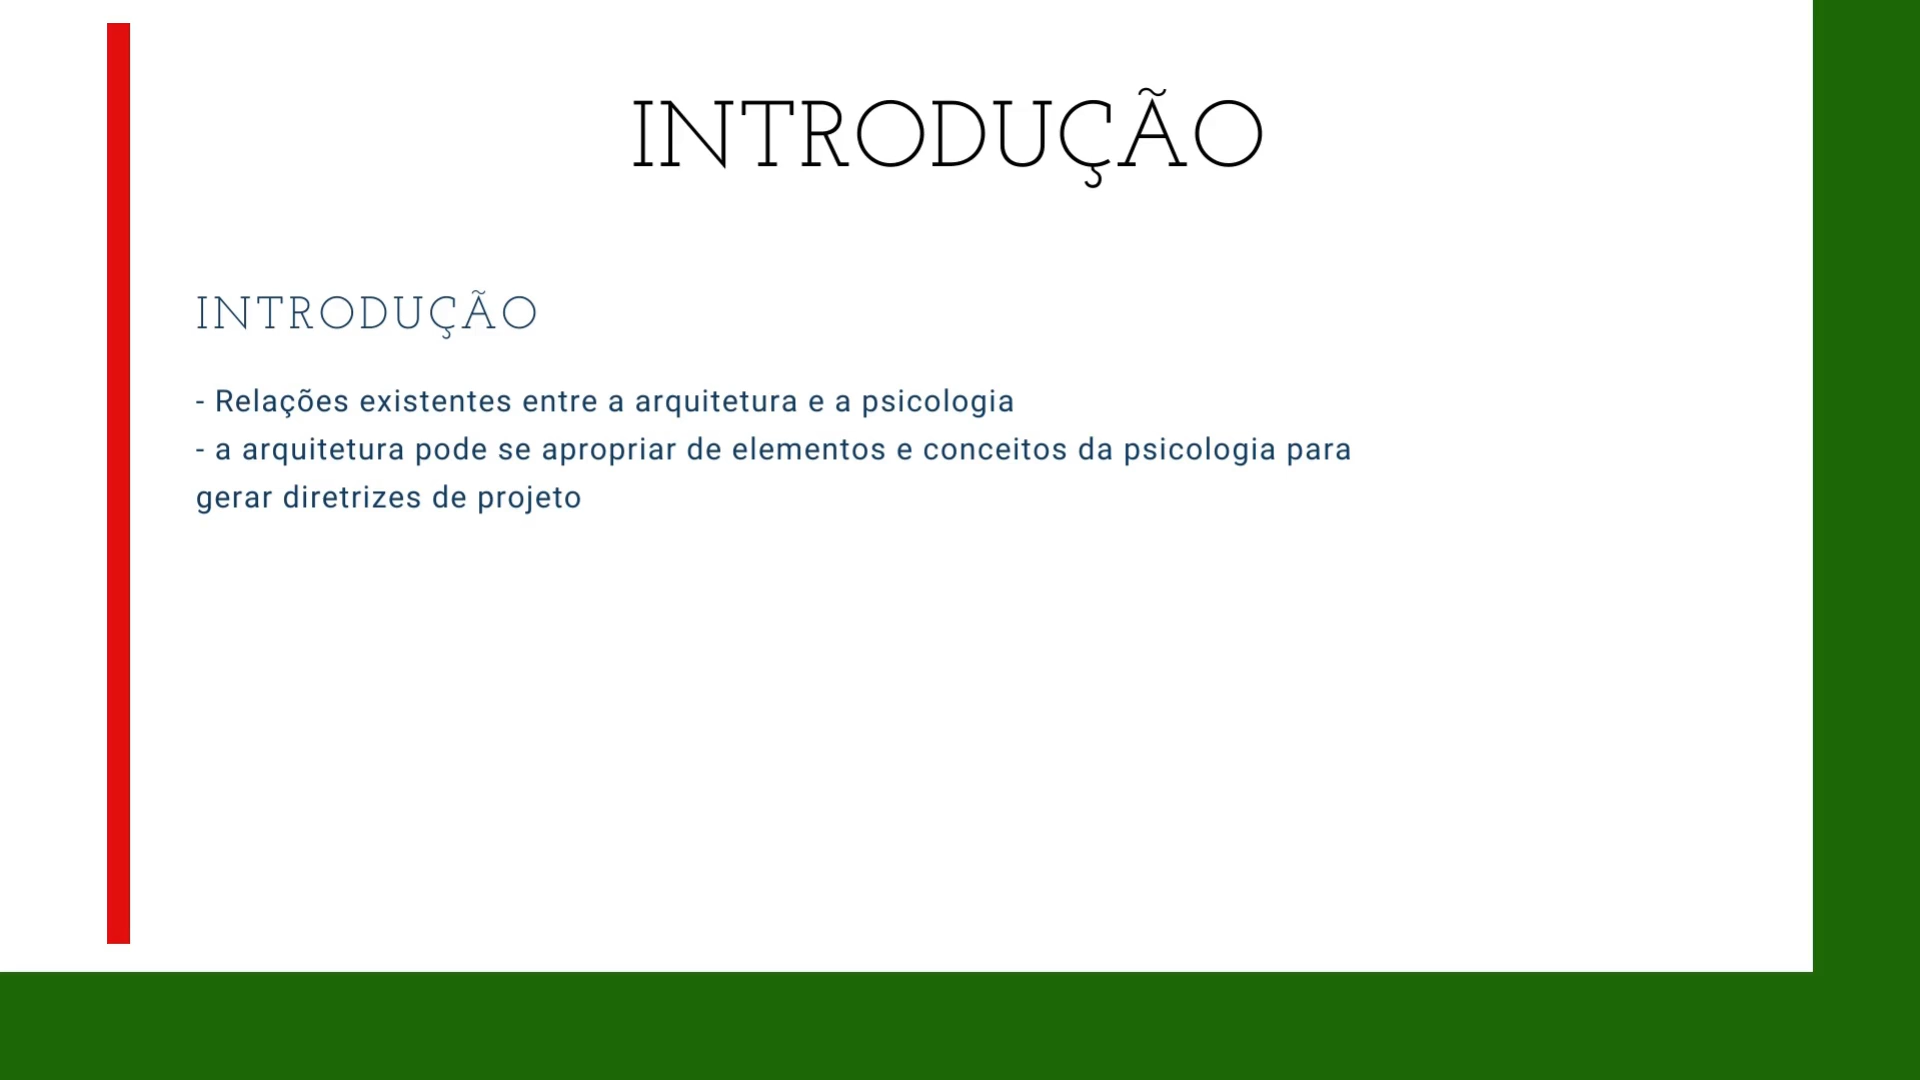 INTRODUÇÃO
INTRODUÇÃO
- Relações existentes entre a arquitetura e a psicologia
- a arquitetura pode se apropriar de elementos e conceitos da psicologia para
gerar diretrizes de projeto